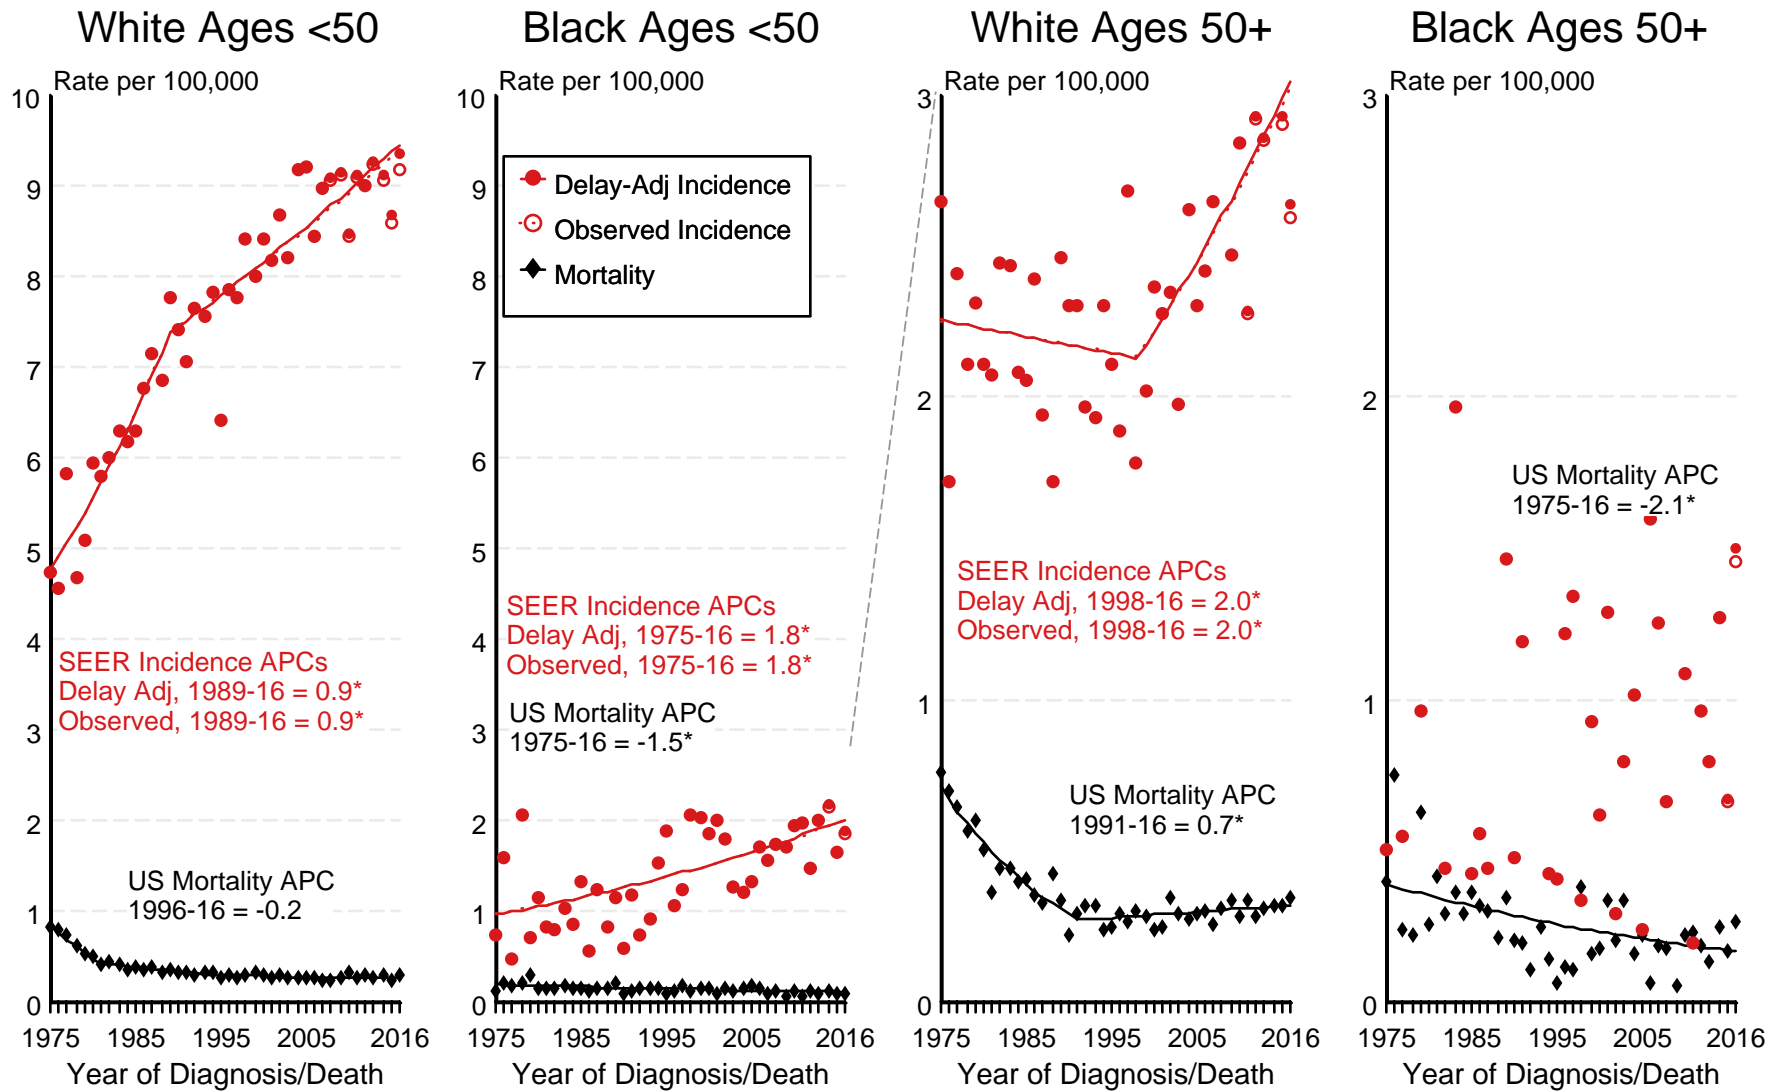 White Ages <50
Rate per 100,000
10
9
8
7
6
5
4
3
2
1
0
SEER Incidence APCs
Delay Adj, 1989-16 = 0.9*
Observed, 1989-16 = 0.9*
US Mortality APC
1996-16 = -0.2
1975
1985
1995
2005
2016
Year of Diagnosis/Death
Black Ages <50
Rate per 100,000
10
9
8
7
6
5
4
3
2
1
0
Delay-Adj Incidence
Observed Incidence
Mortality
SEER Incidence APCs
Delay Adj, 1975-16 = 1.8*
Observed, 1975-16 = 1.8*
US Mortality APC
1975-16 = -1.5*
1975
1985
1995
2005
2016
Year of Diagnosis/Death
White Ages 50+
Rate per 100,000
3
2
1
0
SEER Incidence APCs
Delay Adj, 1998-16 = 2.0*
Observed, 1998-16 = 2.0*
US Mortality APC
1991-16 = 0.7*
1975
1985
1995
2005
2016
Year of Diagnosis/Death
Black Ages 50+
Rate per 100,000
3
2
1
0
US Mortality APC
1975-16 = -2.1*
1975
1985
1995
2005
2016
Year of Diagnosis/Death